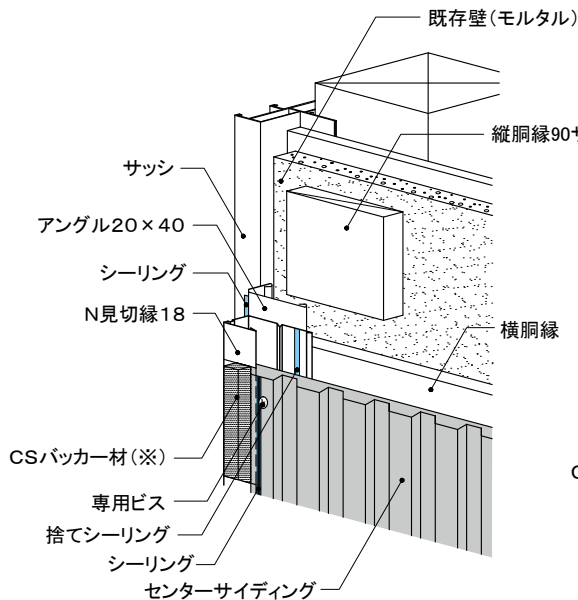 既存壁（モルタル）
縦胴縁90
サッシ
アングル20×40
シーリング
N見切縁18
横胴縁
CSバッカー材（※）
専用ビス
捨てシーリング
シーリング
センターサイディング